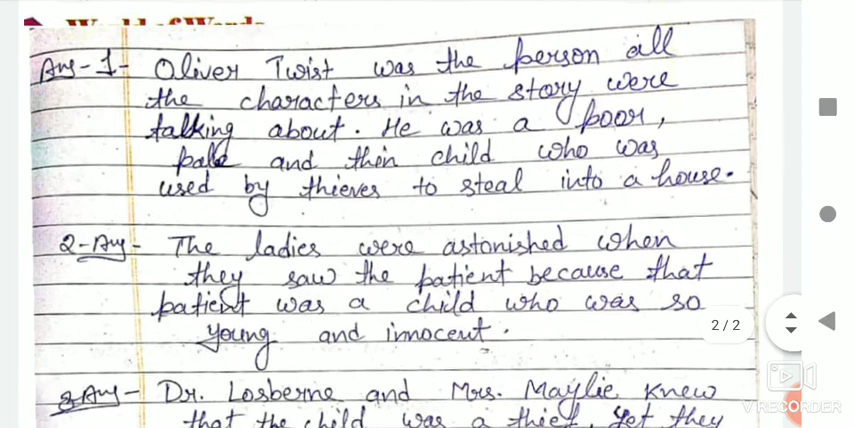 World of Words
Ans-1- Oliver Twist was the person all
the characters in the story were
talking about. He was a poor,
pale and thin child who was
used by thieves to steal into a house.
2-Ans- The ladies were astonished when
they saw the patient because that
patient was a child who was so
young and innocent.
2/2
3 Ans- Dr. Losberne and Mrs. Maylie knew
that the child was a thief, yet they
V RECORDER